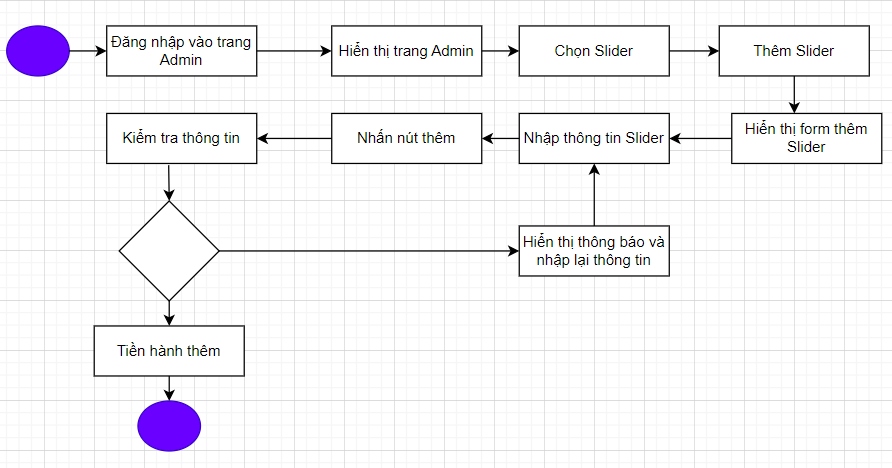 Đăng nhập vào trang
Admin
Hiển thị trang Admin
Chọn Slider
Thêm Slider
Kiểm tra thông tin
Nhấn nút thêm
Nhập thông tin Slider
Hiển thị form thêm
Slider
Hiển thị thông báo và
nhập lại thông tin
Tiền hành thêm